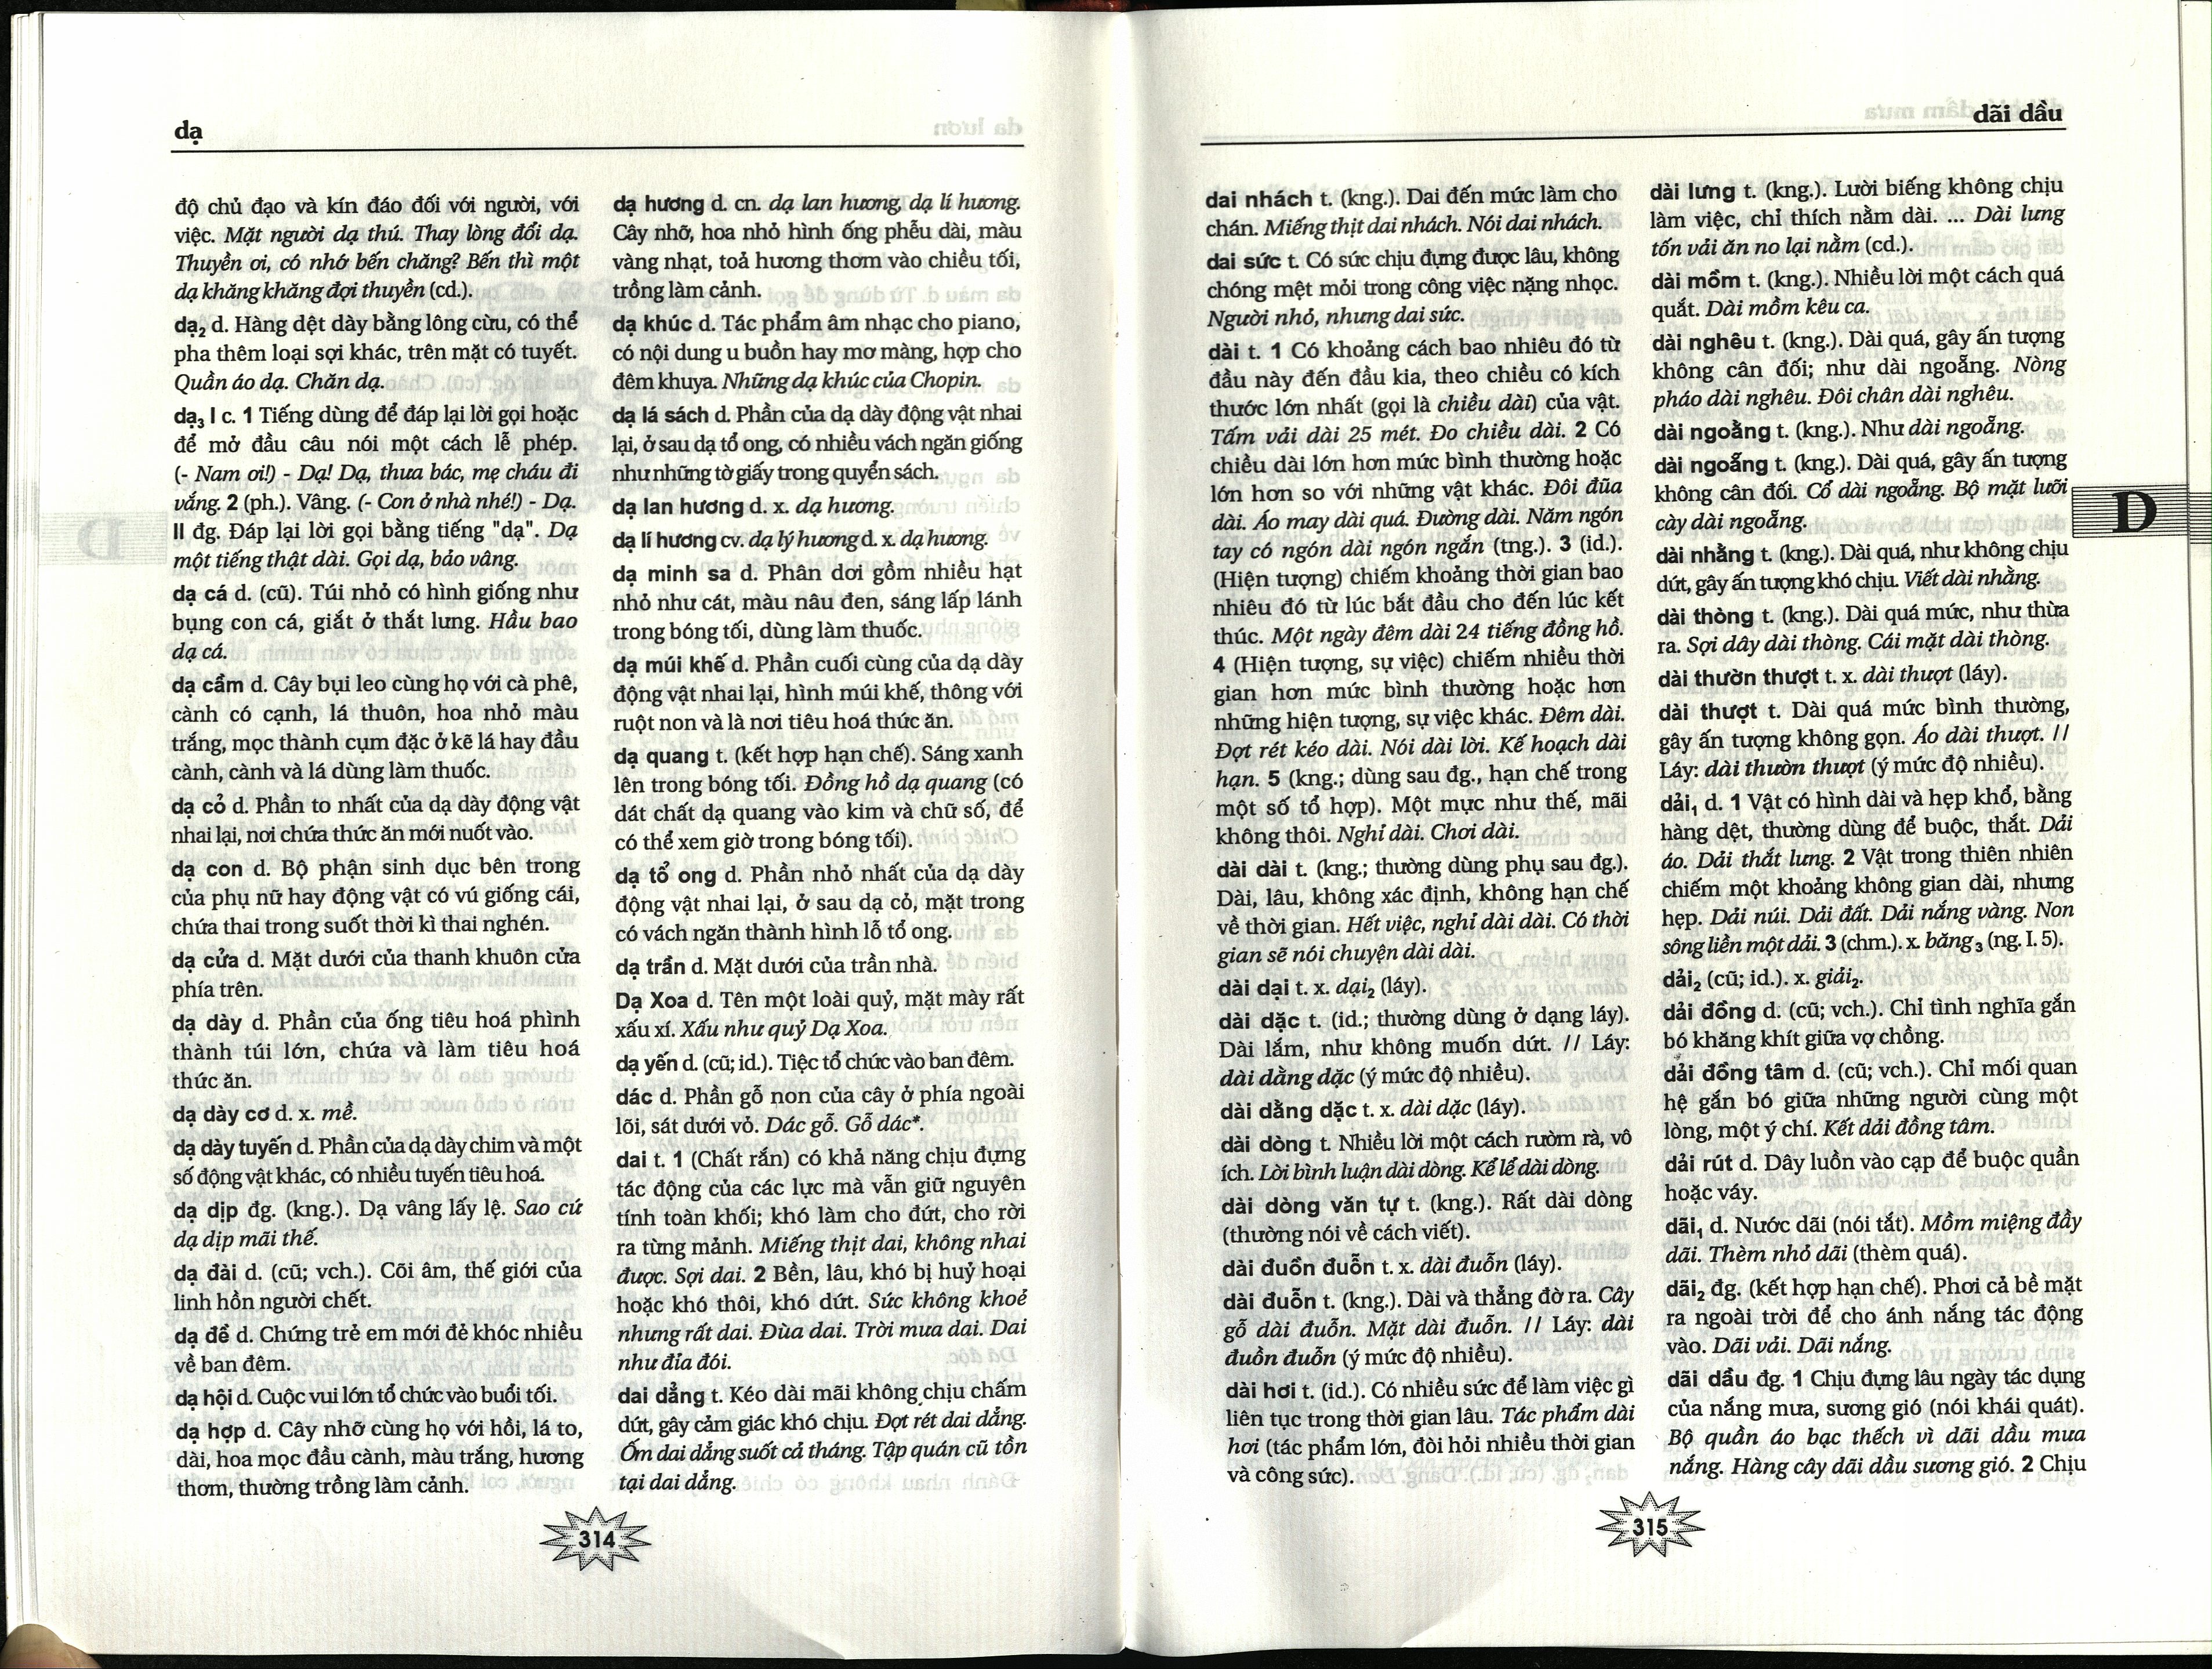 dạ
độ chủ đạo và kín đáo đối với người, với
việc. Mặt người dạ thú. Thay lòng đổi dạ.
Thuyền ơi, có nhớ bến chăng? Bến thì một
dạ khăng khăng đợi thuyền (cd.).
dạ₂ d. Hàng dệt dày bằng lông cừu, có thể
pha thêm loại sợi khác, trên mặt có tuyết.
Quần áo dạ. Chăn dạ.
dạ₃ I c. 1 Tiếng dùng để đáp lại lời gọi hoặc
để mở đầu câu nói một cách lễ phép.
(- Nam ơi!) - Dạ! Dạ, thưa bác, mẹ cháu đi
vắng. 2 (ph.). Vâng. (- Con ở nhà nhé!) - Dạ.
II đg. Đáp lại lời gọi bằng tiếng "dạ". Dạ
một tiếng thật dài. Gọi dạ, bảo vâng.
dạ cá d. (cũ). Túi nhỏ có hình giống như
bụng con cá, giắt ở thắt lưng. Hầu bao
dạ cá.
dạ cẩm d. Cây bụi leo cùng họ với cà phê,
cành có cạnh, lá thuôn, hoa nhỏ màu
trắng, mọc thành cụm đặc ở kẽ lá hay đầu
cành, cành và lá dùng làm thuốc.
dạ cỏ d. Phần to nhất của dạ dày động vật
nhai lại, nơi chứa thức ăn mới nuốt vào.
dạ con d. Bộ phận sinh dục bên trong
của phụ nữ hay động vật có vú giống cái,
chứa thai trong suốt thời kì thai nghén.
dạ cửa d. Mặt dưới của thanh khuôn cửa
phía trên.
dạ dày d. Phần của ống tiêu hoá phình
thành túi lớn, chứa và làm tiêu hoá
thức ăn.
dạ dày cơ d. x. mề.
dạ dày tuyến d. Phần của dạ dày chim và một
số động vật khác, có nhiều tuyến tiêu hoá.
dạ dịp đg. (kng.). Dạ vâng lấy lệ. Sao cứ
dạ dịp mãi thế.
dạ đài d. (cũ; vch.). Cõi âm, thế giới của
linh hồn người chết.
dạ đề d. Chứng trẻ em mới đẻ khóc nhiều
về ban đêm.
dạ hội d. Cuộc vui lớn tổ chức vào buổi tối.
dạ hợp d. Cây nhỡ cùng họ với hồi, lá to,
dài, hoa mọc đầu cành, màu trắng, hương
thơm, thường trồng làm cảnh.
dạ hương d. cn. dạ lan hương, dạ lí hương.
Cây nhỡ, hoa nhỏ hình ống phễu dài, màu
vàng nhạt, toả hương thơm vào chiều tối,
trồng làm cảnh.
dạ khúc d. Tác phẩm âm nhạc cho piano,
có nội dung u buồn hay mơ màng, hợp cho
đêm khuya. Những dạ khúc của Chopin.
dạ lá sách d. Phần của dạ dày động vật nhai
lại, ở sau dạ tổ ong, có nhiều vách ngăn giống
như những tờ giấy trong quyển sách.
dạ lan hương d. x. dạ hương.
dạ lí hương cv. dạ lý hương d. x. dạ hương.
dạ minh sa d. Phân dơi gồm nhiều hạt
nhỏ như cát, màu nâu đen, sáng lấp lánh
trong bóng tối, dùng làm thuốc.
dạ múi khế d. Phần cuối cùng của dạ dày
động vật nhai lại, hình múi khế, thông với
ruột non và là nơi tiêu hoá thức ăn.
dạ quang t. (kết hợp hạn chế). Sáng xanh
lên trong bóng tối. Đồng hồ dạ quang (có
dát chất dạ quang vào kim và chữ số, để
có thể xem giờ trong bóng tối).
dạ tổ ong d. Phần nhỏ nhất của dạ dày
động vật nhai lại, ở sau dạ cỏ, mặt trong
có vách ngăn thành hình lỗ tổ ong.
dạ trần d. Mặt dưới của trần nhà.
Dạ Xoa d. Tên một loài quỷ, mặt mày rất
xấu xí. Xấu như quỷ Dạ Xoa.
dạ yến d. (cũ; id.). Tiệc tổ chức vào ban đêm.
dác d. Phần gỗ non của cây ở phía ngoài
lõi, sát dưới vỏ. Dác gỗ. Gỗ dác*.
dai t. 1 (Chất rắn) có khả năng chịu đựng
tác động của các lực mà vẫn giữ nguyên
tính toàn khối; khó làm cho đứt, cho rời
ra từng mảnh. Miếng thịt dai, không nhai
được. Sợi dai. 2 Bền, lâu, khó bị huỷ hoại
hoặc khó thôi, khó dứt. Sức không khoẻ
nhưng rất dai. Đùa dai. Trời mưa dai. Dai
như đỉa đói.
dai dẳng t. Kéo dài mãi không chịu chấm
dứt, gây cảm giác khó chịu. Đợt rét dai dẳng.
Ốm dai dẳng suốt cả tháng. Tập quán cũ tồn
tại dai dẳng.
314
dãi dầu
dai nhách t. (kng.). Dai đến mức làm cho
chán. Miếng thịt dai nhách. Nói dai nhách.
dai sức t. Có sức chịu đựng được lâu, không
chóng mệt mỏi trong công việc nặng nhọc.
Người nhỏ, nhưng dai sức.
dài t. 1 Có khoảng cách bao nhiêu đó từ
đầu này đến đầu kia, theo chiều có kích
thước lớn nhất (gọi là chiều dài) của vật.
Tấm vải dài 25 mét. Đo chiều dài. 2 Có
chiều dài lớn hơn mức bình thường hoặc
lớn hơn so với những vật khác. Đôi đũa
dài. Áo may dài quá. Đường dài. Năm ngón
tay có ngón dài ngón ngắn (tng.). 3 (id.).
(Hiện tượng) chiếm khoảng thời gian bao
nhiêu đó từ lúc bắt đầu cho đến lúc kết
thúc. Một ngày đêm dài 24 tiếng đồng hồ.
4 (Hiện tượng, sự việc) chiếm nhiều thời
gian hơn mức bình thường hoặc hơn
những hiện tượng, sự việc khác. Đêm dài.
Đợt rét kéo dài. Nói dài lời. Kế hoạch dài
hạn. 5 (kng.; dùng sau đg., hạn chế trong
một số tổ hợp). Một mực như thế, mãi
không thôi. Nghỉ dài. Chơi dài.
dài dài t. (kng.; thường dùng phụ sau đg.).
Dài, lâu, không xác định, không hạn chế
về thời gian. Hết việc, nghỉ dài dài. Có thời
gian sẽ nói chuyện dài dài.
dài dại t. x. dại₂ (láy).
dài dặc t. (id.; thường dùng ở dạng láy).
Dài lắm, như không muốn dứt. // Láy:
dài dằng dặc (ý mức độ nhiều).
dài dằng dặc t. x. dài dặc (láy).
dài dòng t. Nhiều lời một cách rườm rà, vô
ích. Lời bình luận dài dòng. Kể lể dài dòng.
dài dòng văn tự t. (kng.). Rất dài dòng
(thường nói về cách viết).
dài đuồn đuỗn t. x. dài đuỗn (láy).
dài đuỗn t. (kng.). Dài và thẳng đờ ra. Cây
gỗ dài đuỗn. Mặt dài đuỗn. // Láy: dài
đuồn đuỗn (ý mức độ nhiều).
dài hơi t. (id.). Có nhiều sức để làm việc gì
liên tục trong thời gian lâu. Tác phẩm dài
hơi (tác phẩm lớn, đòi hỏi nhiều thời gian
và công sức).
dài lưng t. (kng.). Lười biếng không chịu
làm việc, chỉ thích nằm dài. ... Dài lưng
tốn vải ăn no lại nằm (cd.).
dài mồm t. (kng.). Nhiều lời một cách quá
quắt. Dài mồm kêu ca.
dài nghêu t. (kng.). Dài quá, gây ấn tượng
không cân đối; như dài ngoẵng. Nòng
pháo dài nghêu. Đôi chân dài nghêu.
dài ngoằng t. (kng.). Như dài ngoẵng.
dài ngoẵng t. (kng.). Dài quá, gây ấn tượng
không cân đối. Cổ dài ngoẵng. Bộ mặt lưỡi
cày dài ngoẵng.
dài nhằng t. (kng.). Dài quá, như không chịu
dứt, gây ấn tượng khó chịu. Viết dài nhằng.
dài thòng t. (kng.). Dài quá mức, như thừa
ra. Sợi dây dài thòng. Cái mặt dài thòng.
dài thườn thượt t. x. dài thượt (láy).
dài thượt t. Dài quá mức bình thường,
gây ấn tượng không gọn. Áo dài thượt. //
Láy: dài thườn thượt (ý mức độ nhiều).
dải₁ d. 1 Vật có hình dài và hẹp khổ, bằng
hàng dệt, thường dùng để buộc, thắt. Dải
áo. Dải thắt lưng. 2 Vật trong thiên nhiên
chiếm một khoảng không gian dài, nhưng
hẹp. Dải núi. Dải đất. Dải nắng vàng. Non
sông liền một dải. 3 (chm.). x. băng₃ (ng. I. 5).
dải₂ (cũ; id.). x. giải₂.
dải đồng d. (cũ; vch.). Chỉ tình nghĩa gắn
bó khăng khít giữa vợ chồng.
dải đồng tâm d. (cũ; vch.). Chỉ mối quan
hệ gắn bó giữa những người cùng một
lòng, một ý chí. Kết dải đồng tâm.
dải rút d. Dây luồn vào cạp để buộc quần
hoặc váy.
dãi₁ d. Nước dãi (nói tắt). Mồm miệng đầy
dãi. Thèm nhỏ dãi (thèm quá).
dãi₂ đg. (kết hợp hạn chế). Phơi cả bề mặt
ra ngoài trời để cho ánh nắng tác động
vào. Dãi vải. Dãi nắng.
dãi dầu đg. 1 Chịu đựng lâu ngày tác dụng
của nắng mưa, sương gió (nói khái quát).
Bộ quần áo bạc thếch vì dãi dầu mưa
nắng. Hàng cây dãi dầu sương gió. 2 Chịu
D
315